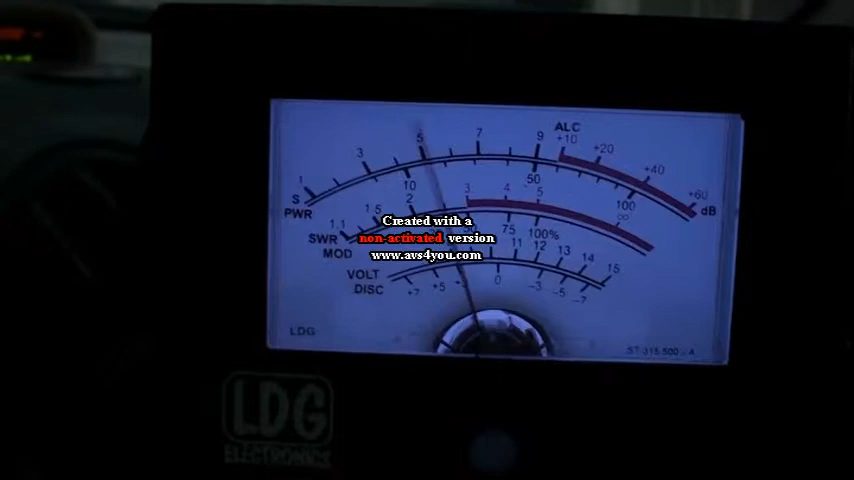 ALC
1 3 5 7 9 +10 +20 +40 +60
S
PWR 10 50 100 dB
1.1 1.5 2 3 4 5 ∞
SWR
MOD 75 100%
Created with a
non-activated version
www.avs4you.com
VOLT 11 12 13 14 15
DISC +7 +5 0 -3 -5 -7
LDG
LDG
ELECTRONICS